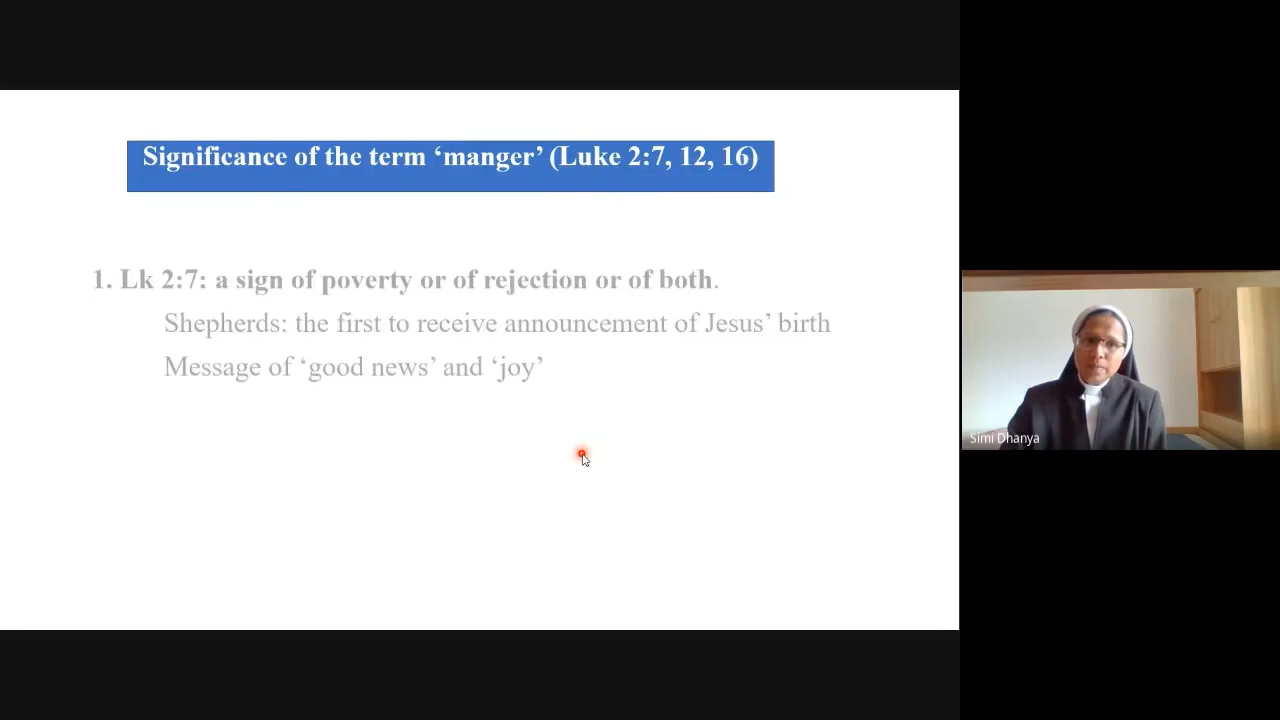 Significance of the term ‘manger’ (Luke 2:7, 12, 16)
1. Lk 2:7: a sign of poverty or of rejection or of both.
Shepherds: the first to receive announcement of Jesus’ birth
Message of ‘good news’ and ‘joy’
Simi Dhanya